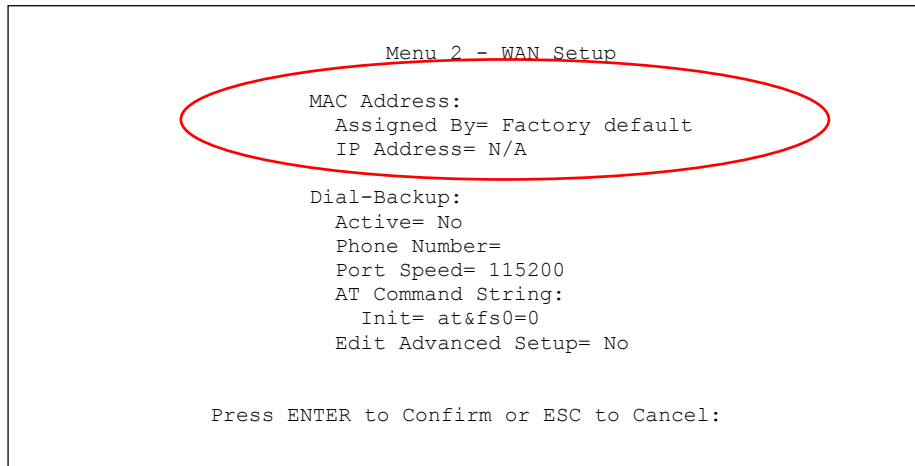 Menu 2 - WAN Setup
MAC Address:
Assigned By= Factory default
IP Address= N/A
Dial-Backup:
Active= No
Phone Number=
Port Speed= 115200
AT Command String:
Init= at&fs0=0
Edit Advanced Setup= No
Press ENTER to Confirm or ESC to Cancel: